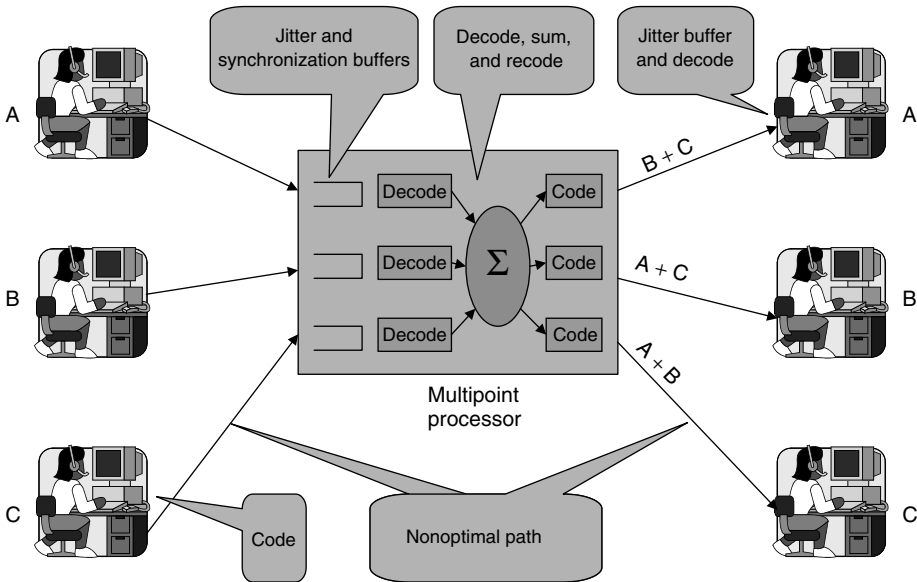 Jitter and
synchronization buffers
Decode, sum,
and recode
Jitter buffer
and decode
A
A
B + C
Decode
Code
B
Decode
Σ
Code
A + C
B
Decode
Code
A + B
Multipoint
processor
C
Code
Nonoptimal path
C